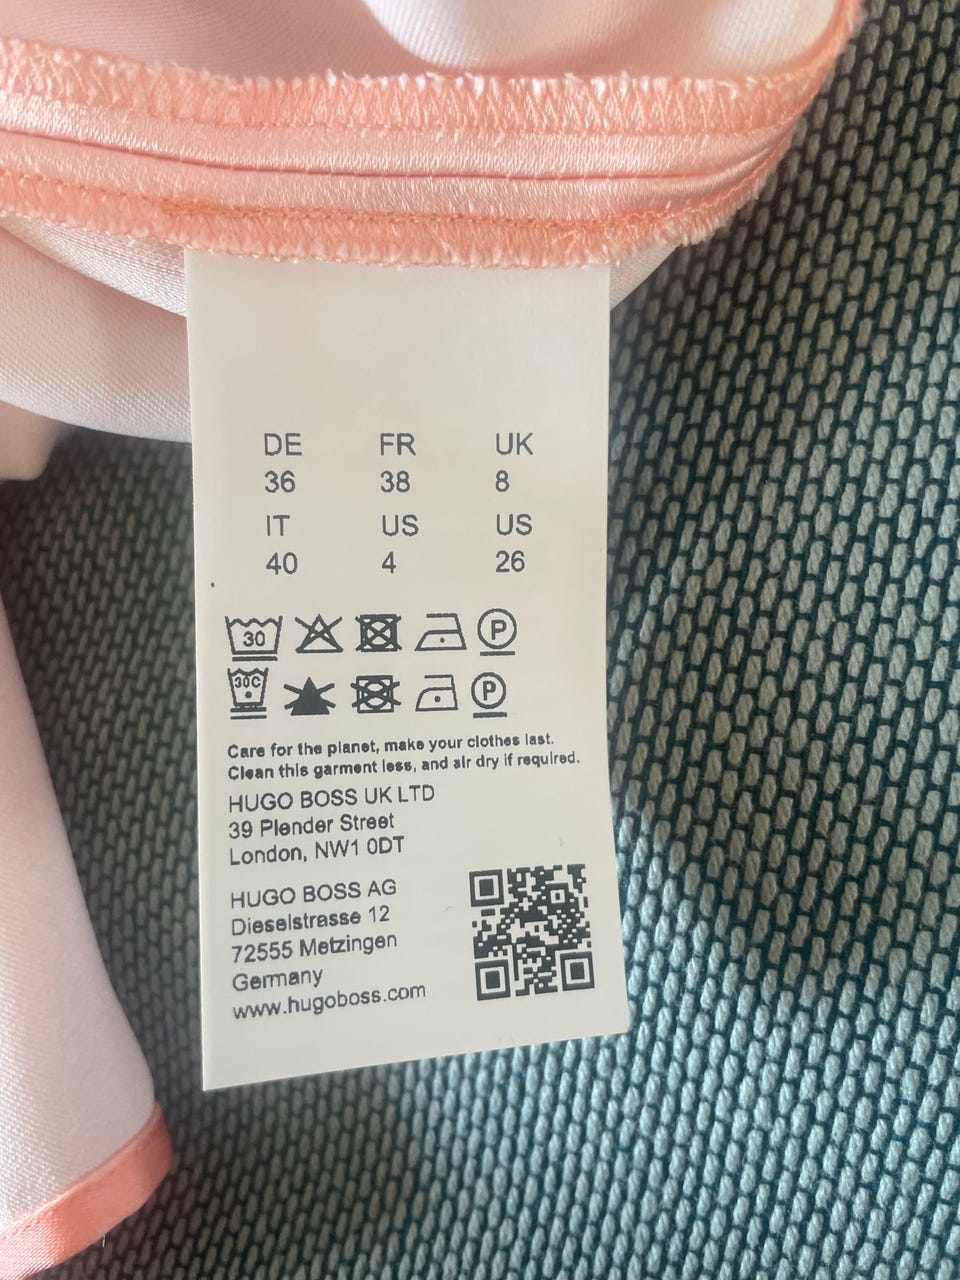 DE FR UK
36 38 8
IT US US
40 4 26
30 P
30C P
Care for the planet, make your clothes last.
Clean this garment less, and air dry if required.
HUGO BOSS UK LTD
39 Plender Street
London, NW1 0DT
HUGO BOSS AG
Dieselstrasse 12
72555 Metzingen
Germany
www.hugoboss.com